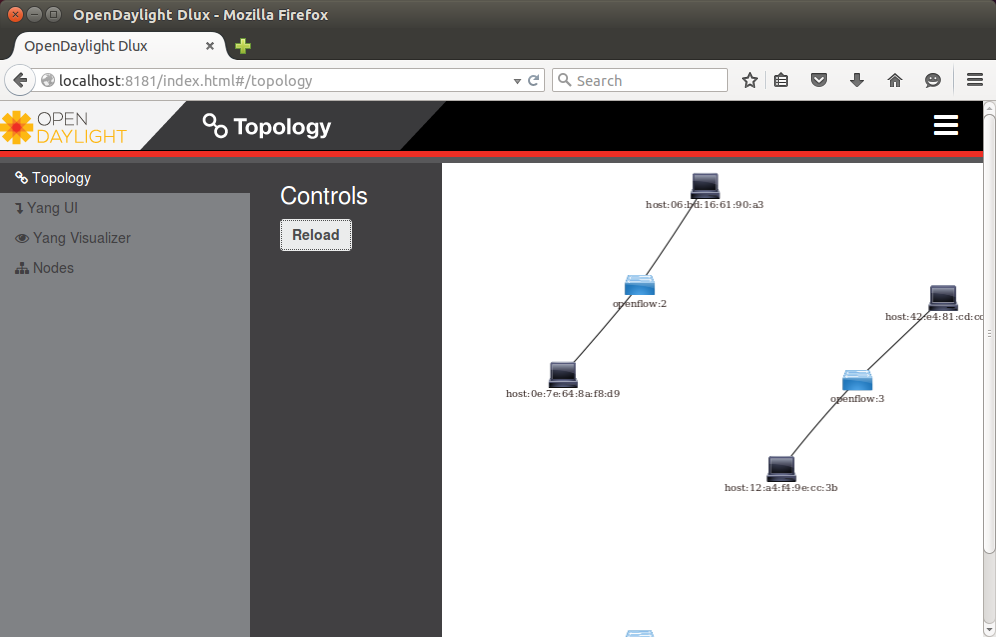 OpenDaylight Dlux - Mozilla Firefox
OpenDaylight Dlux
localhost:8181/index.html#/topology
Search
OPEN
DAYLIGHT
Topology
Topology
Yang UI
Yang Visualizer
Nodes
Controls
Reload
host:06:bd:16:61:90:a3
openflow:2
host:0e:7e:64:8a:f8:d9
host:42:e4:81:cd:cc
openflow:3
host:12:a4:f4:9e:cc:3b